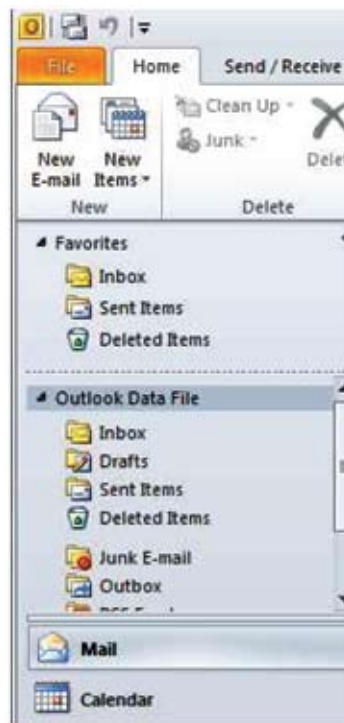 File Home Send / Receive
Clean Up
Junk
New E-mail
New Items
New
Delete
Favorites
Inbox
Sent Items
Deleted Items
Outlook Data File
Inbox
Drafts
Sent Items
Deleted Items
Junk E-mail
Outbox
Mail
Calendar